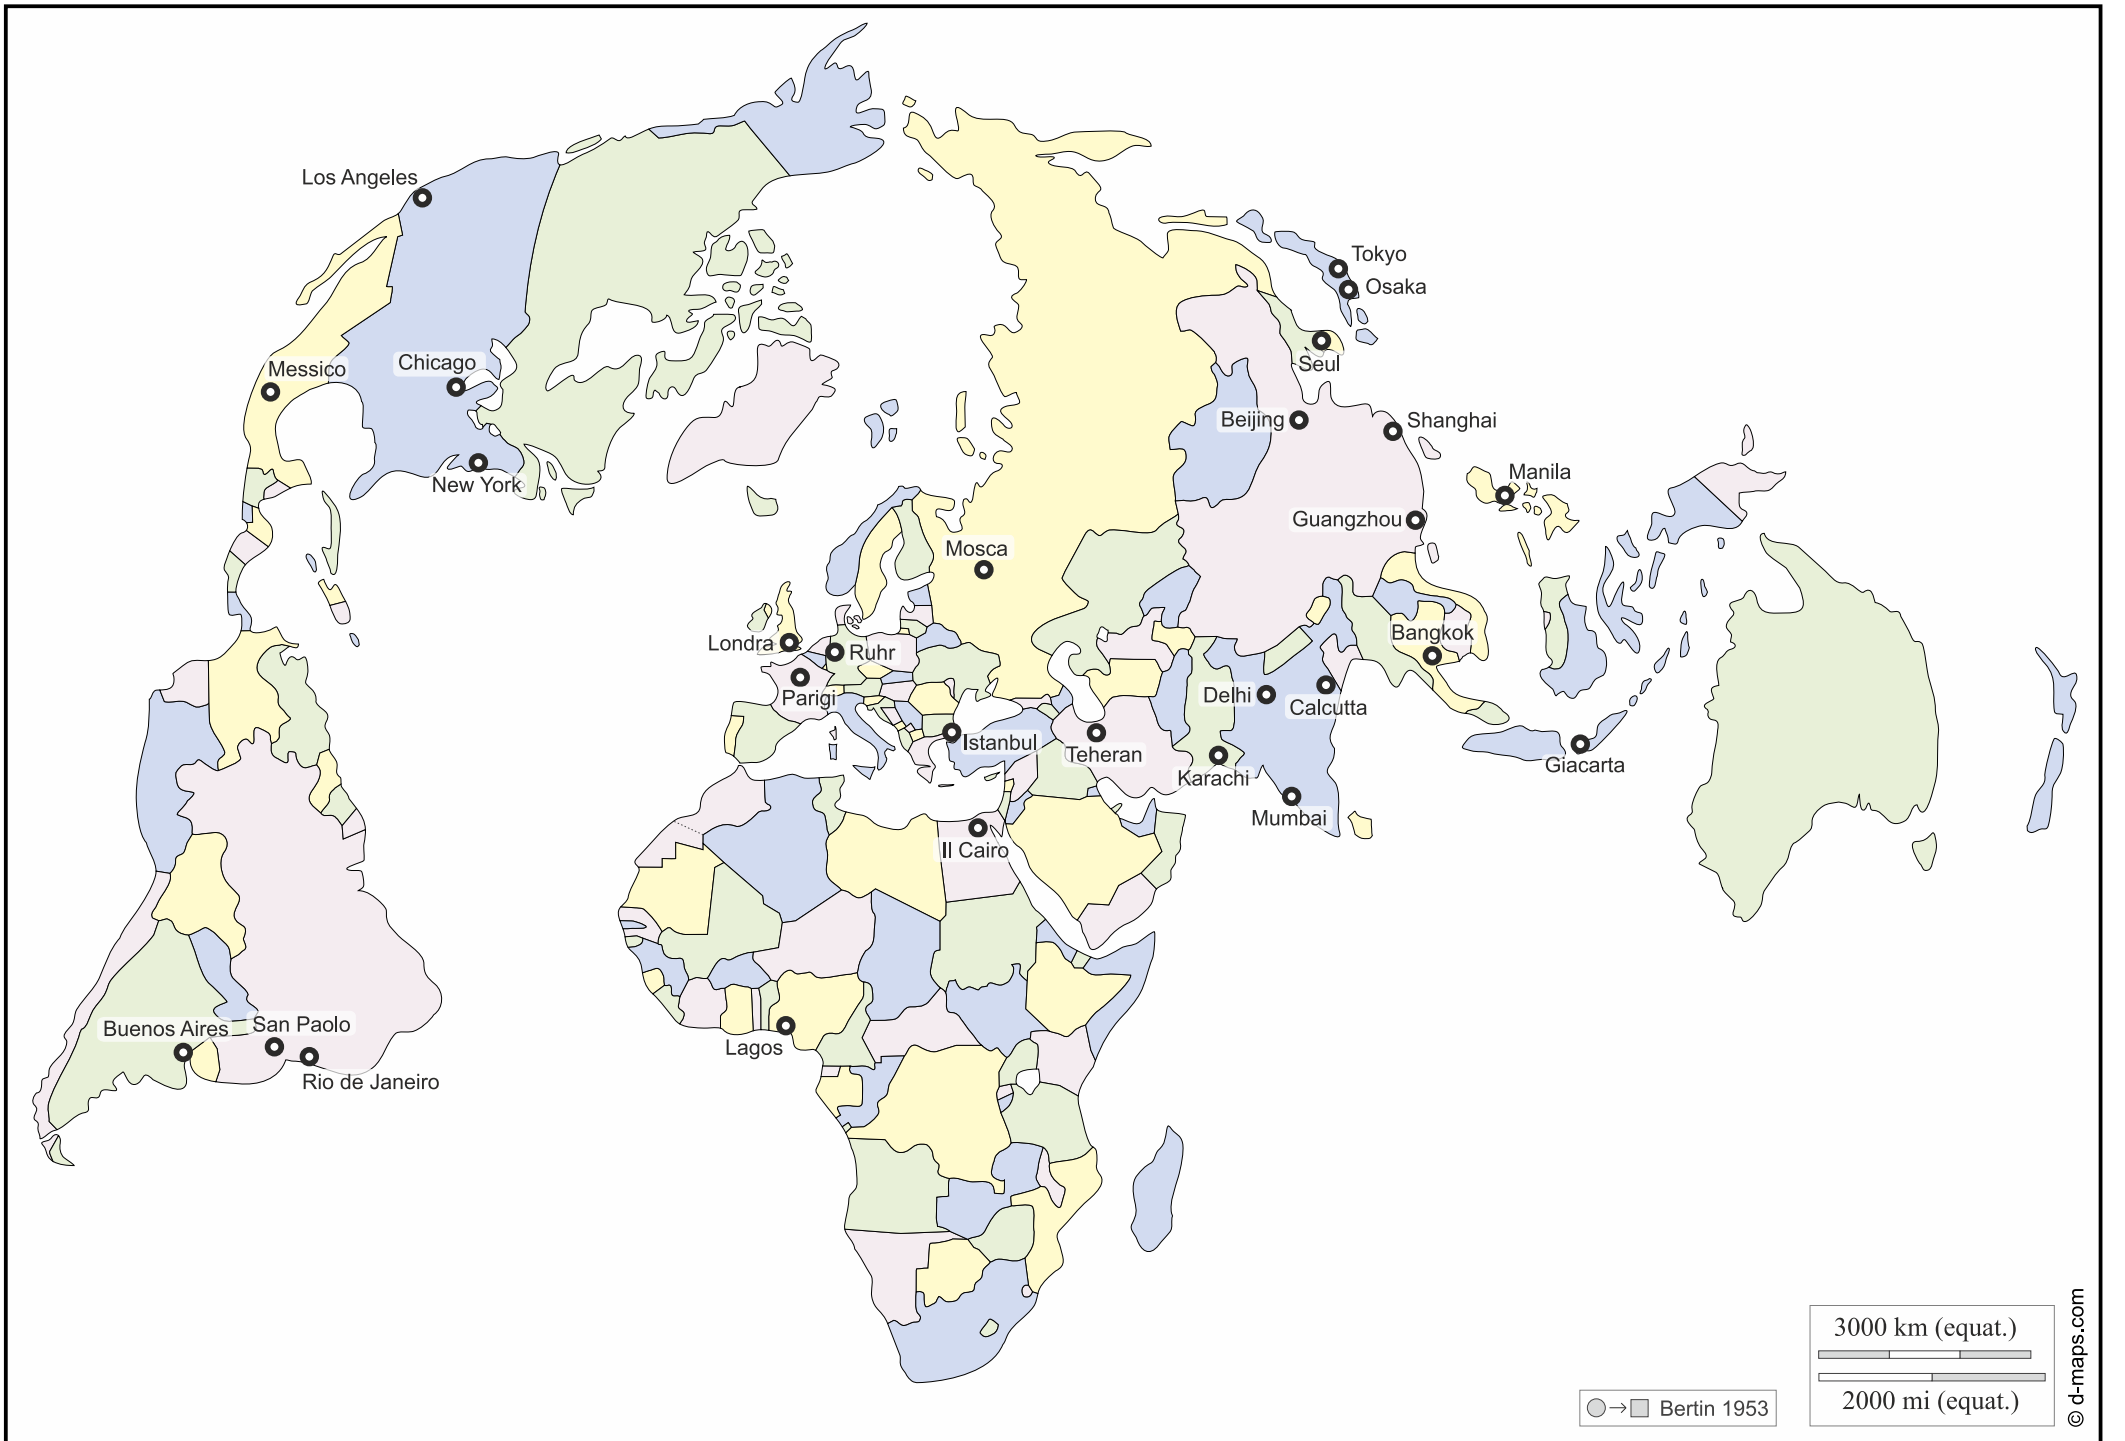 Los Angeles
Tokyo
Osaka
Seul
Messico
Chicago
Beijing
Shanghai
New York
Manila
Guangzhou
Mosca
Londra
Ruhr
Bangkok
Parigi
Delhi
Calcutta
Istanbul
Teheran
Karachi
Giacarta
Mumbai
Il Cairo
Buenos Aires
San Paolo
Lagos
Rio de Janeiro
3000 km (equat.)
2000 mi (equat.)
Bertin 1953
© d-maps.com